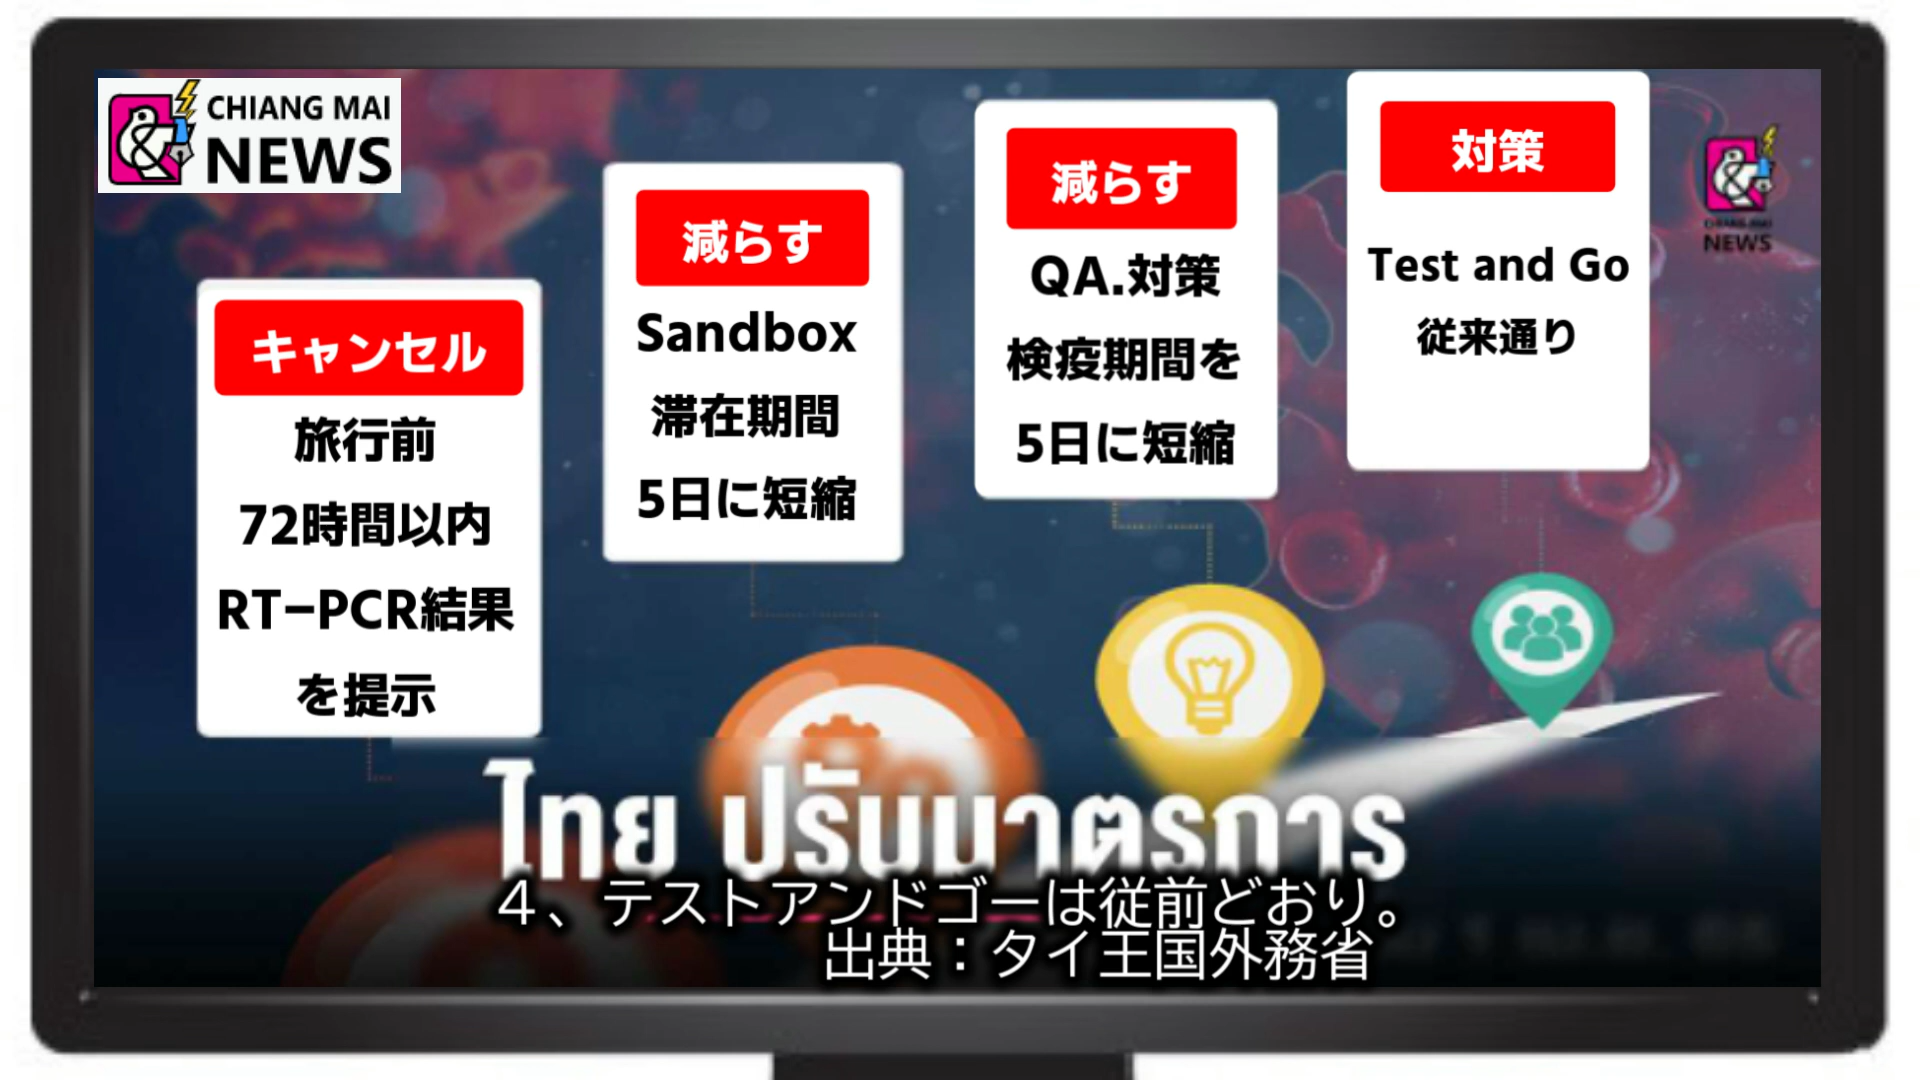 CHIANG MAI
NEWS
キャンセル
旅行前
72時間以内
RT-PCR結果
を提示
減らす
Sandbox
滞在期間
5日に短縮
減らす
QA.対策
検疫期間を
5日に短縮
対策
Test and Go
従来通り
CHIANG MAI
NEWS
ไทย ปรับมาตรการ
4、テストアンドゴーは従前どおり。
出典：タイ王国外務省